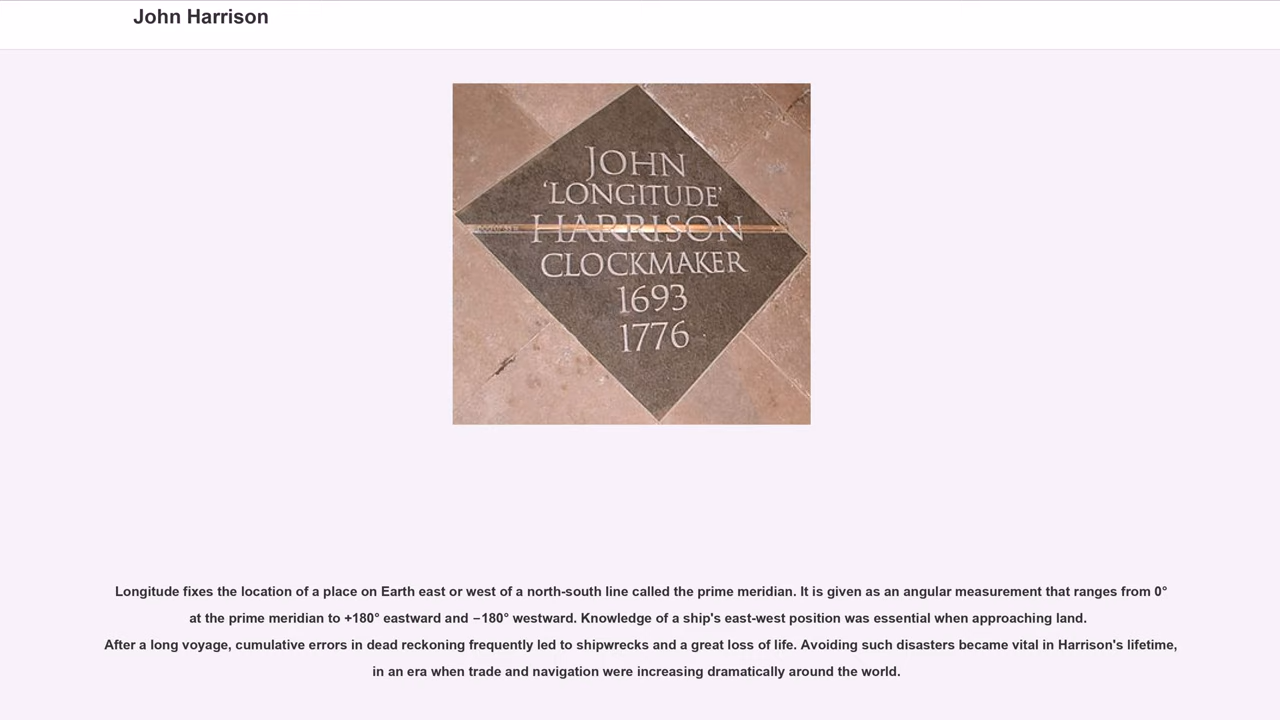 John Harrison
JOHN
'LONGITUDE'
HARRISON
CLOCKMAKER
1693
1776
Longitude fixes the location of a place on Earth east or west of a north-south line called the prime meridian. It is given as an angular measurement that ranges from 0°
at the prime meridian to +180° eastward and −180° westward. Knowledge of a ship's east-west position was essential when approaching land.
After a long voyage, cumulative errors in dead reckoning frequently led to shipwrecks and a great loss of life. Avoiding such disasters became vital in Harrison's lifetime,
in an era when trade and navigation were increasing dramatically around the world.